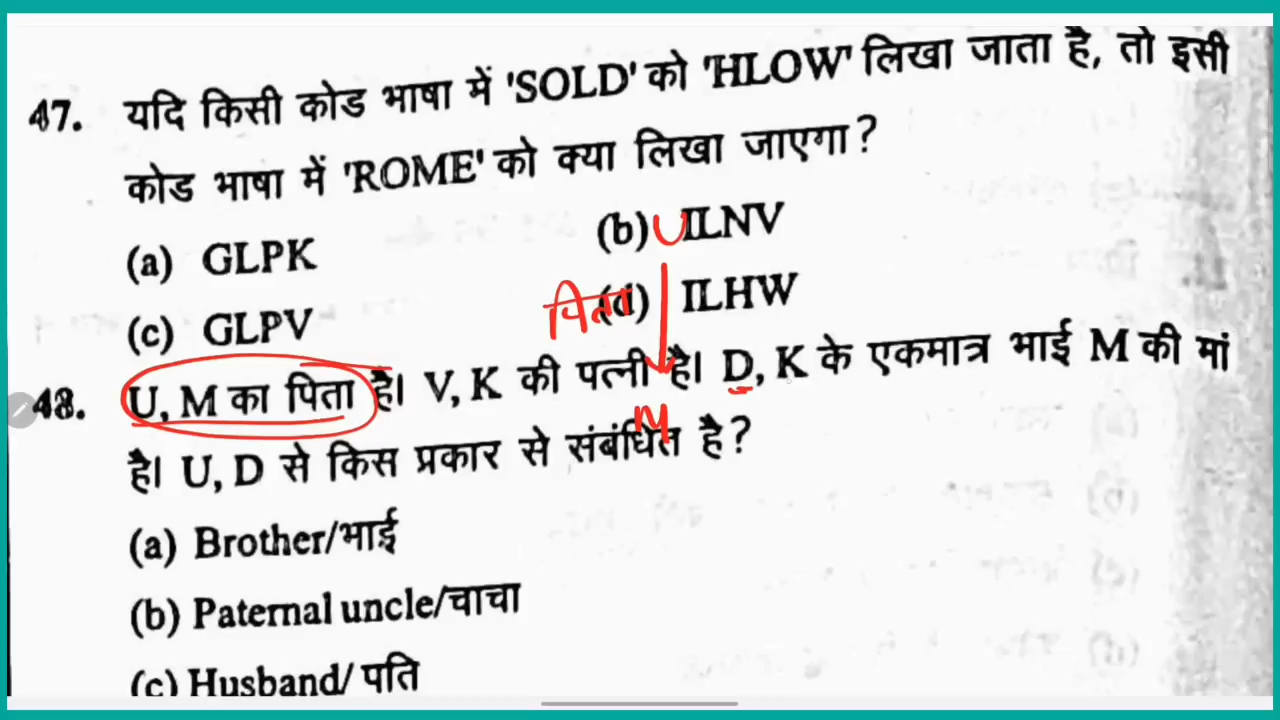 47. यदि किसी कोड भाषा में 'SOLD' को 'HLOW' लिखा जाता है, तो इसी
कोड भाषा में 'ROME' को क्या लिखा जाएगा?
(a) GLPK (b) ILNV
(c) GLPV (d) ILHW
U
पिता
M
48. U, M का पिता है। V, K की पत्नी है। D, K के एकमात्र भाई M की मां
है। U, D से किस प्रकार से संबंधित है?
(a) Brother/भाई
(b) Paternal uncle/चाचा
(c) Husband/ पति